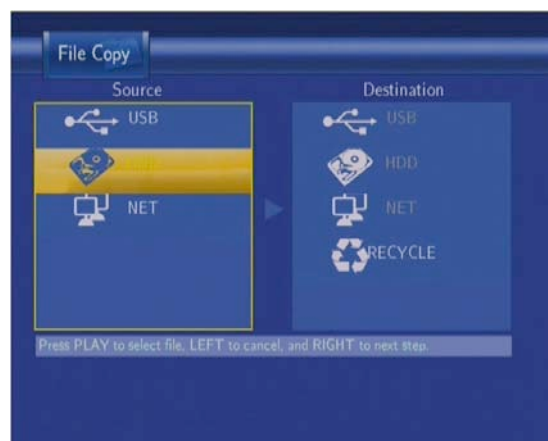 File Copy
Source
Destination
USB
NET
USB
HDD
NET
RECYCLE
Press PLAY to select file, LEFT to cancel, and RIGHT to next step.